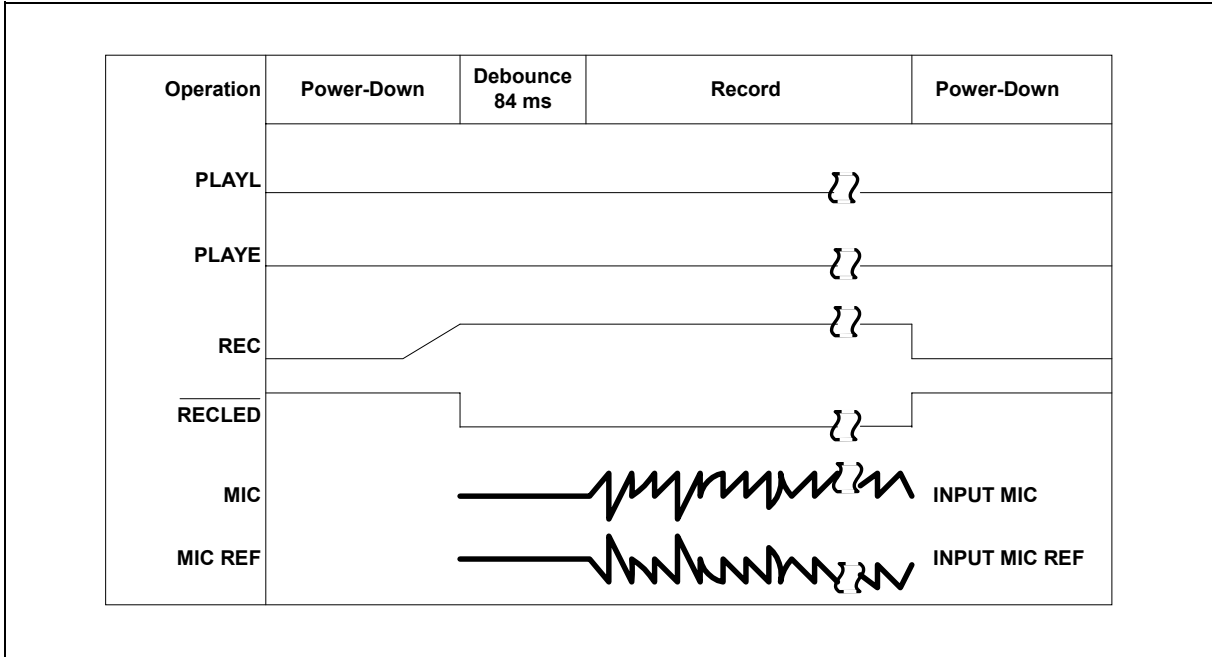 Operation
Power-Down
Debounce
84 ms
Record
Power-Down
PLAYL
PLAYE
REC
RECLED
MIC
INPUT MIC
MIC REF
INPUT MIC REF